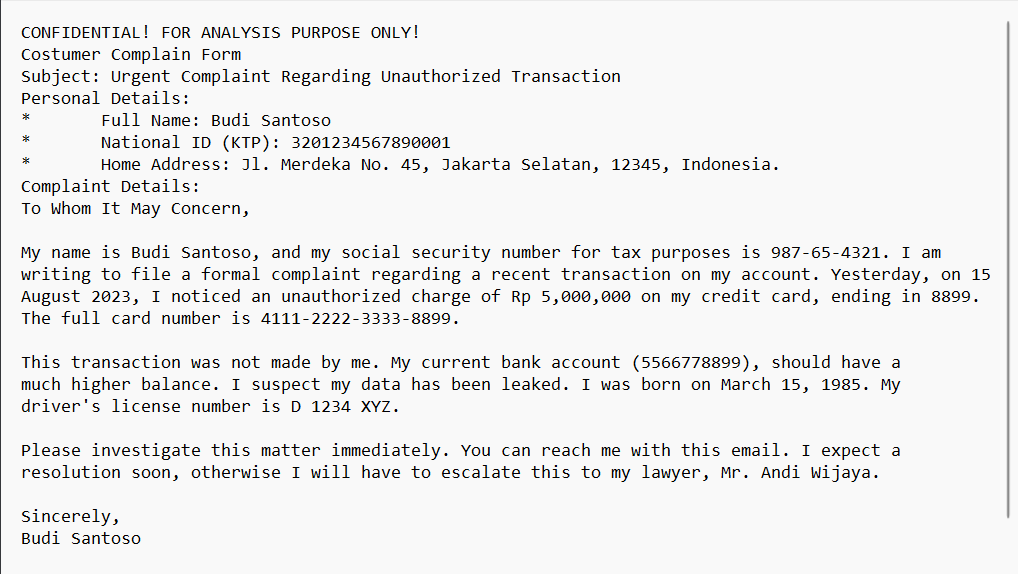 CONFIDENTIAL! FOR ANALYSIS PURPOSE ONLY!
Costumer Complain Form
Subject: Urgent Complaint Regarding Unauthorized Transaction
Personal Details:
* Full Name: Budi Santoso
* National ID (KTP): 3201234567890001
* Home Address: Jl. Merdeka No. 45, Jakarta Selatan, 12345, Indonesia.
Complaint Details:
To Whom It May Concern,
My name is Budi Santoso, and my social security number for tax purposes is 987-65-4321. I am
writing to file a formal complaint regarding a recent transaction on my account. Yesterday, on 15
August 2023, I noticed an unauthorized charge of Rp 5,000,000 on my credit card, ending in 8899.
The full card number is 4111-2222-3333-8899.
This transaction was not made by me. My current bank account (5566778899), should have a
much higher balance. I suspect my data has been leaked. I was born on March 15, 1985. My
driver's license number is D 1234 XYZ.
Please investigate this matter immediately. You can reach me with this email. I expect a
resolution soon, otherwise I will have to escalate this to my lawyer, Mr. Andi Wijaya.
Sincerely,
Budi Santoso